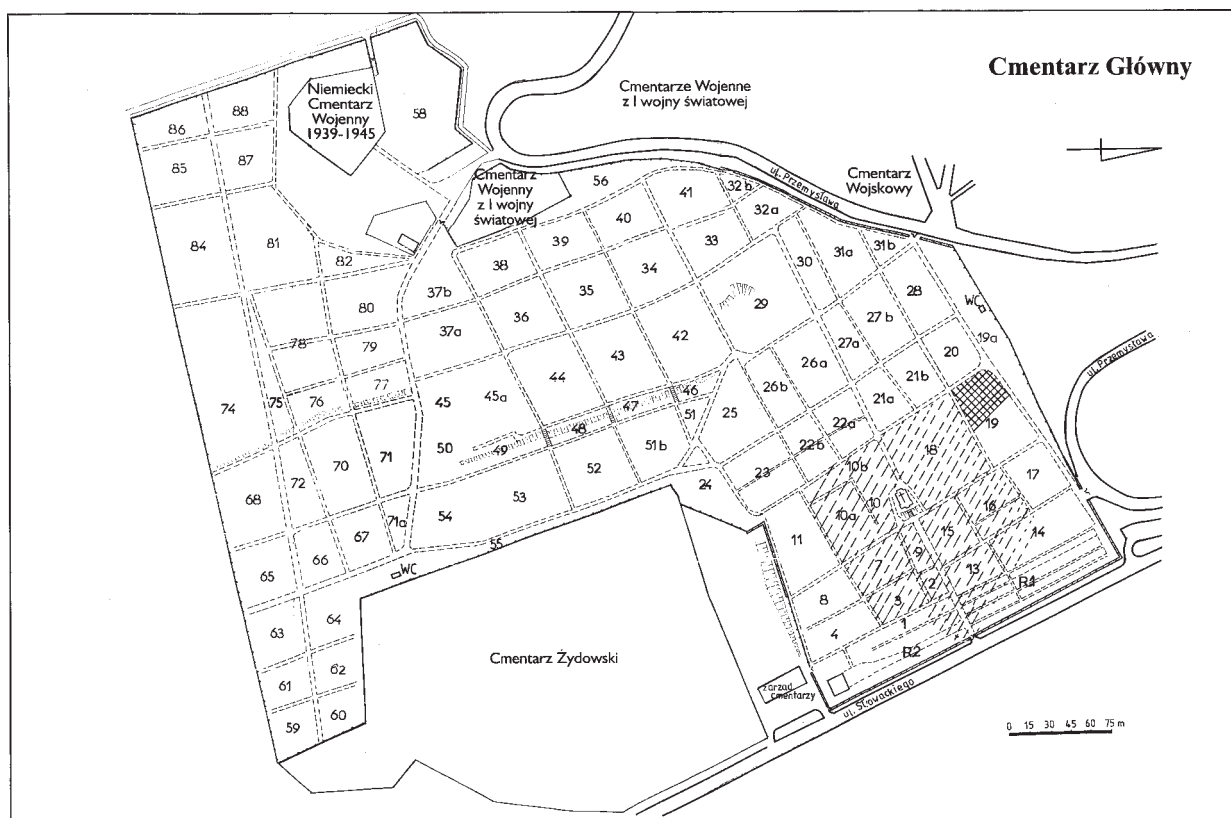 Cmentarz Główny
Niemiecki
Cmentarz
Wojenny
1939-1945
58
Cmentarze Wojenne
z I wojny światowej
Cmentarz
Wojenny
z I wojny
światowej
ul. Przemysława
Cmentarz
Wojskowy
86
88
85
87
84
81
82
80
78
79
77
76
75
74
56
41
32b
32a
40
39
38
33
34
35
36
37b
37a
30
31a
31b
29
28
27b
27a
26a
26b
25
WC
19a
20
21b
21a
19
18
17
16
15
14
13
42
43
44
45a
45
46
47
48
49
50
51
51b
52
53
54
55
24
23
22a
22b
10b
10a
10
9
11
8
7
4
3
2
1
R1
R2
68
72
70
71
71a
67
66
65
WC
64
63
62
61
60
59
Cmentarz Żydowski
zarząd
cmentarzy
ul. Słowackiego
ul. Przemysława
0 15 30 45 60 75 m